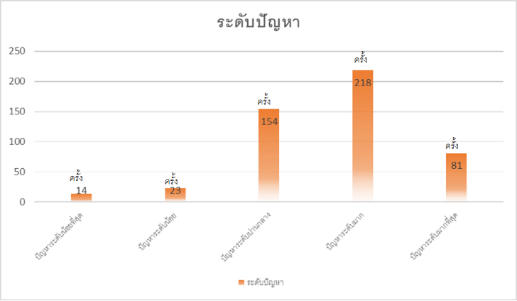 ระดับปัญหา
250
200
150
100
50
0
ครั้ง
14
ครั้ง
23
ครั้ง
154
ครั้ง
218
ครั้ง
81
ปัญหาระดับน้อยที่สุด
ปัญหาระดับน้อย
ปัญหาระดับปานกลาง
ปัญหาระดับมาก
ปัญหาระดับมากที่สุด
ระดับปัญหา